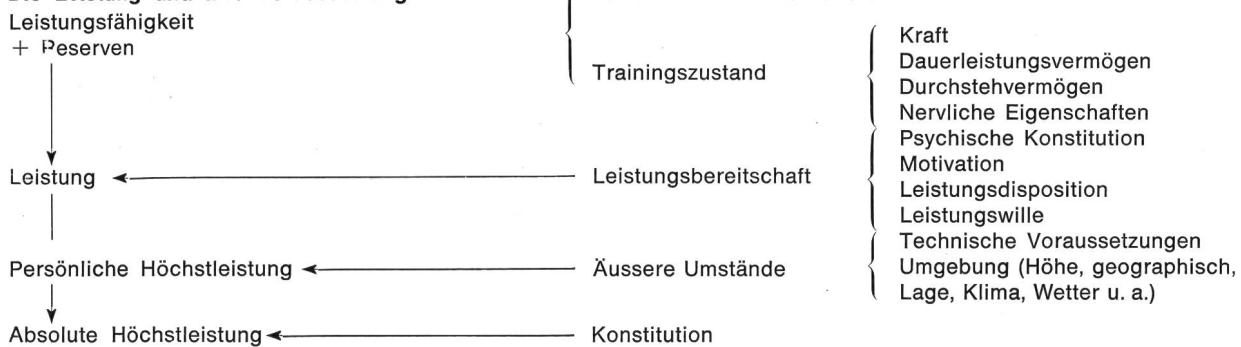 Leistungsfähigkeit
+ Reserven
Trainingszustand
Kraft
Dauerleistungsvermögen
Durchstehvermögen
Nervliche Eigenschaften
Leistung
Leistungsbereitschaft
Psychische Konstitution
Motivation
Leistungsdisposition
Leistungswille
Persönliche Höchstleistung
Äussere Umstände
Technische Voraussetzungen
Umgebung (Höhe, geographisch,
Lage, Klima, Wetter u. a.)
Absolute Höchstleistung
Konstitution